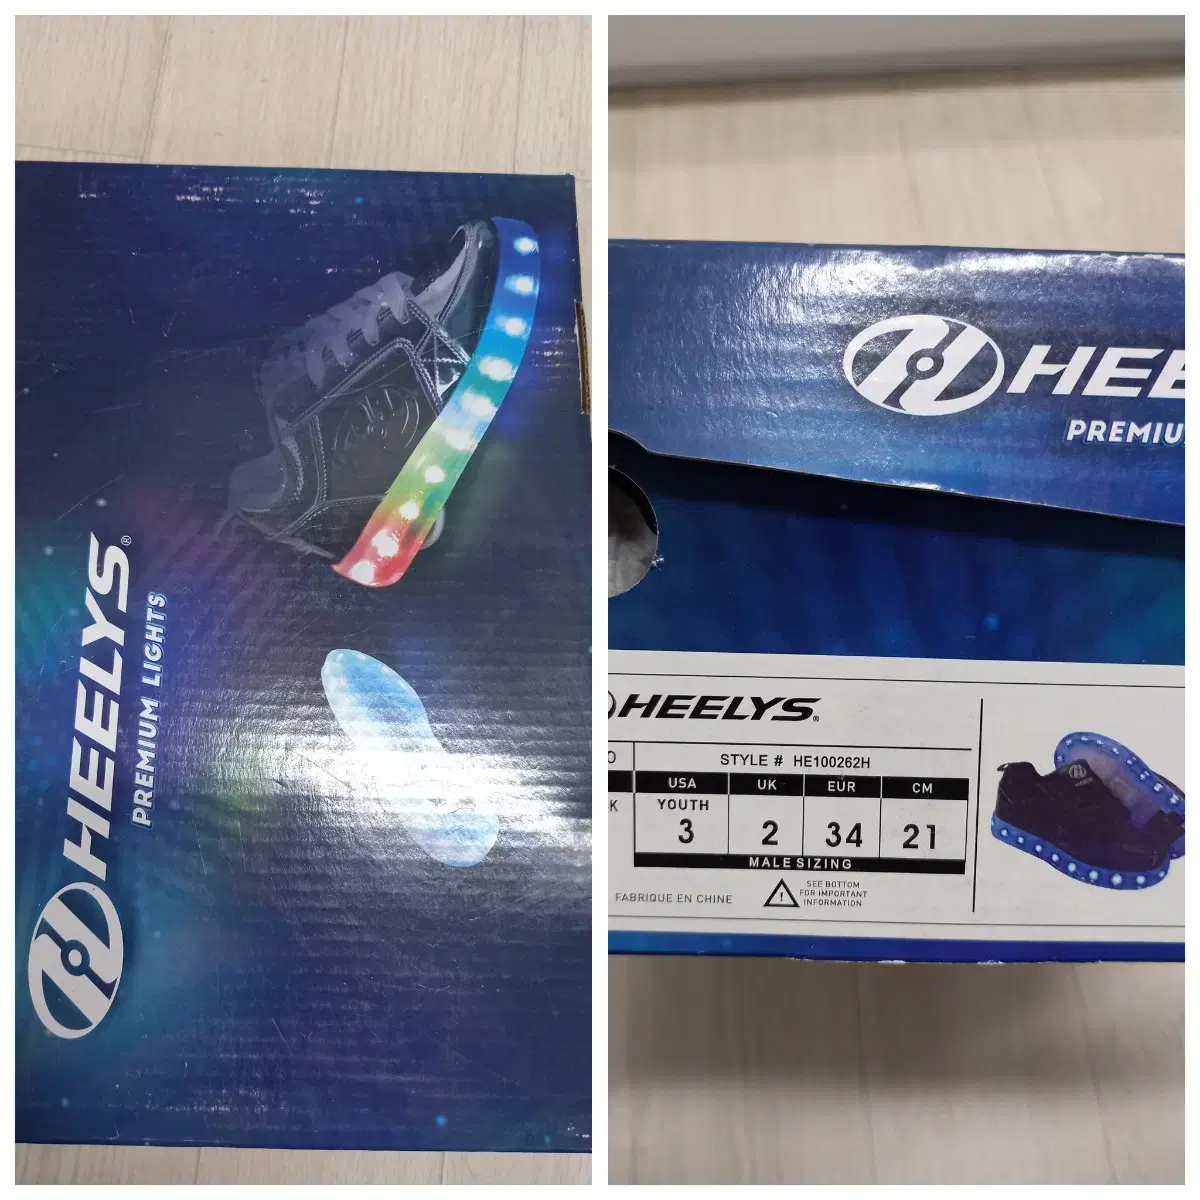 HEELYS®
PREMIUM LIGHTS
HEE
PREMIU
HEELYS®
O
STYLE # HE100262H
USA UK EUR CM
K
YOUTH
3 2 34 21
MALE SIZING
FABRIQUE EN CHINE
SEE BOTTOM
FOR IMPORTANT
INFORMATION